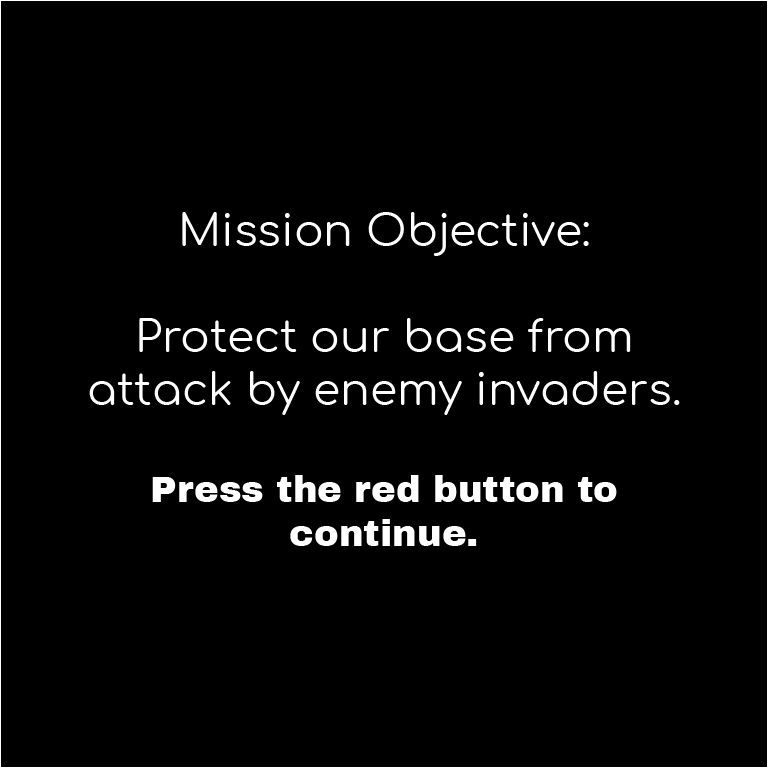 Mission Objective:
Protect our base from
attack by enemy invaders.
Press the red button to
continue.